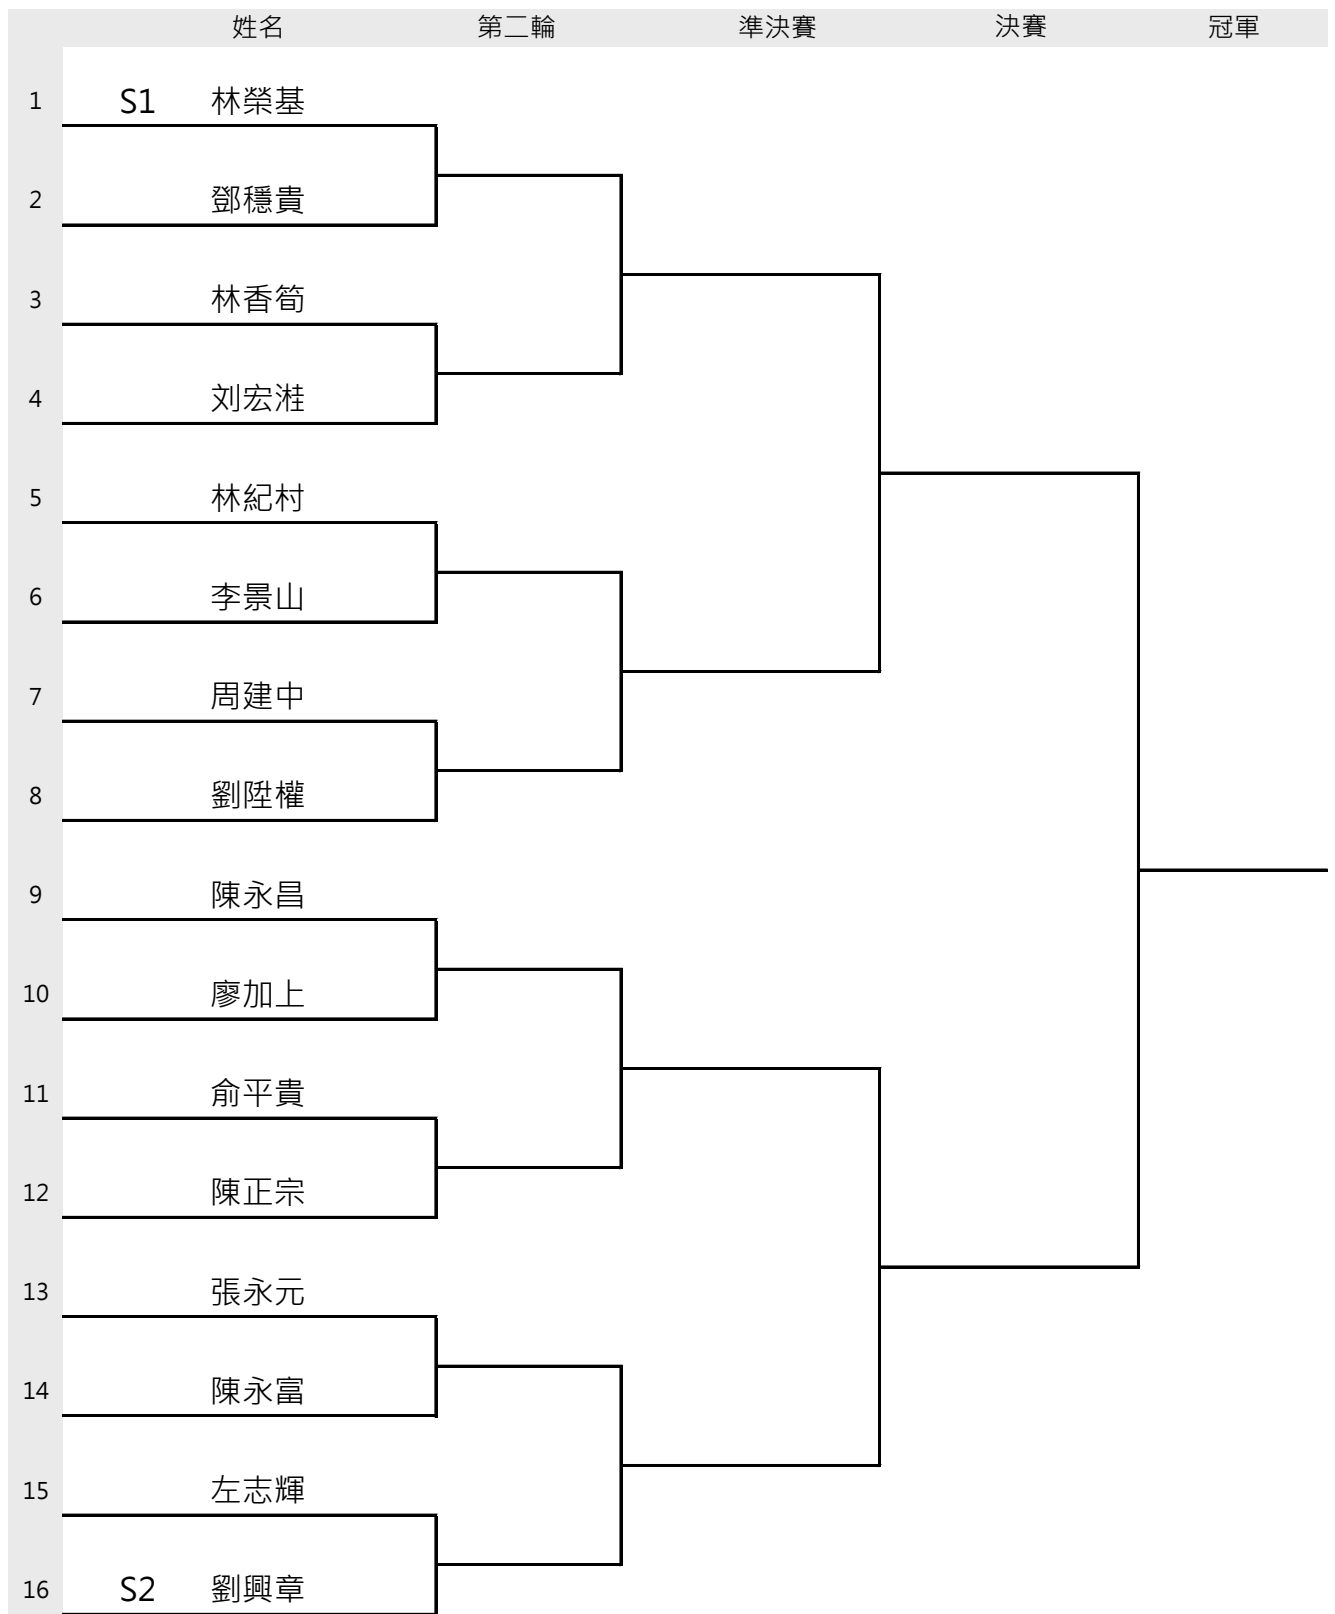 姓名 第二輪 準決賽 決賽 冠軍
1 S1 林榮基
2 鄧穩貴
3 林香筍
4 刘宏溎
5 林紀村
6 李景山
7 周建中
8 劉陞權
9 陳永昌
10 廖加上
11 俞平貴
12 陳正宗
13 張永元
14 陳永富
15 左志輝
16 S2 劉興章